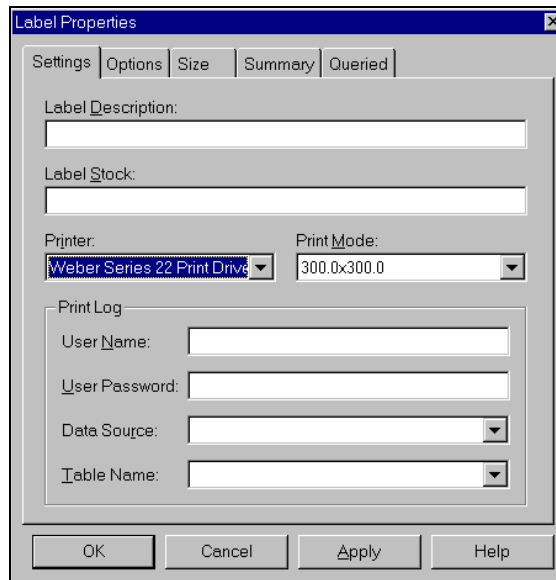 Label Properties
Settings Options Size Summary Queried
Label Description:
Label Stock:
Printer: Print Mode:
Weber Series 22 Print Drive 300.0x300.0
Print Log
User Name:
User Password:
Data Source:
Table Name:
OK Cancel Apply Help